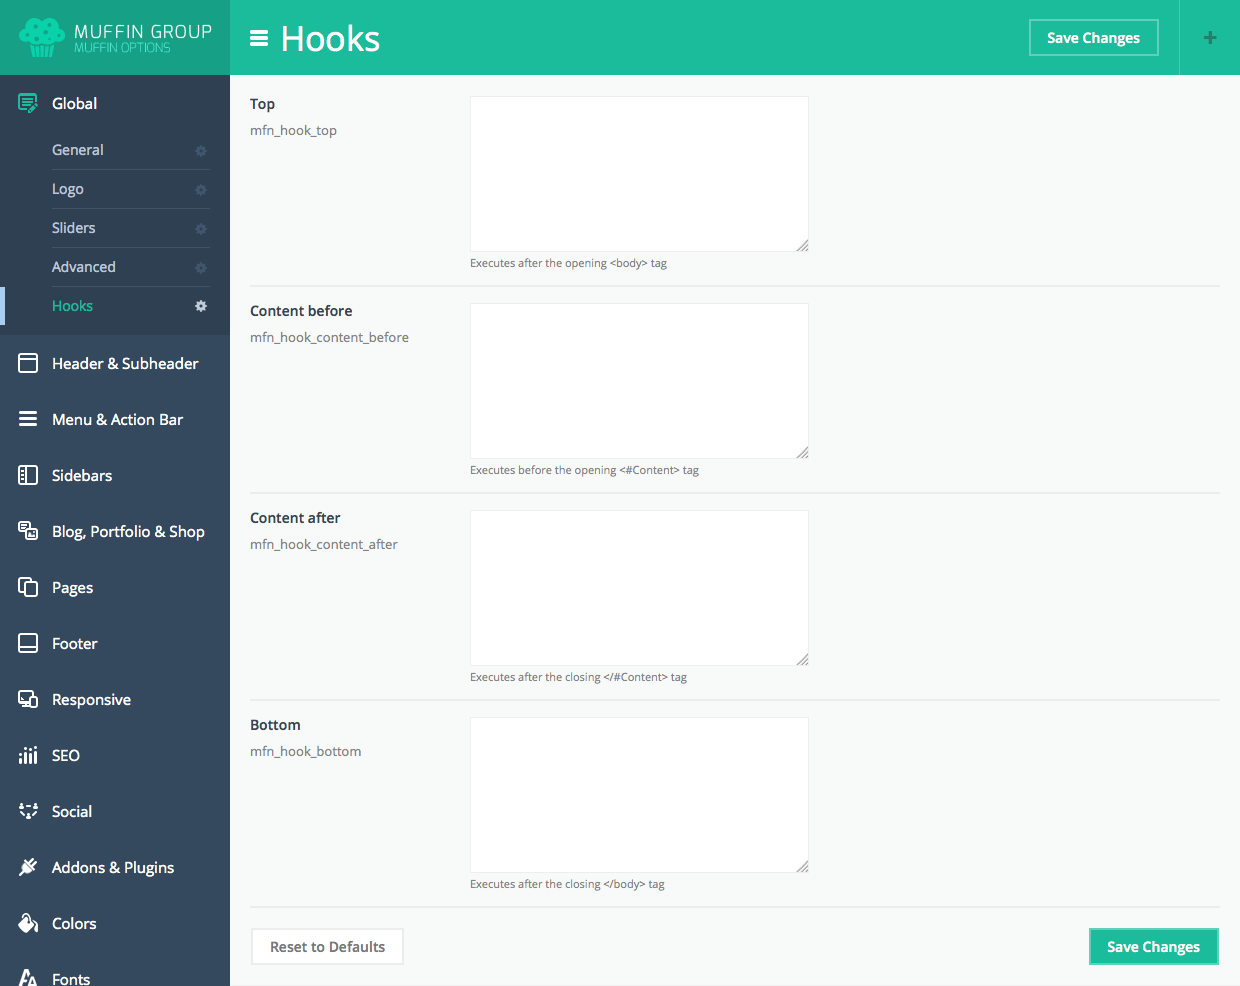 MUFFIN GROUP
MUFFIN OPTIONS
Hooks
Save Changes
+
Global
General
Logo
Sliders
Advanced
Hooks
Header & Subheader
Menu & Action Bar
Sidebars
Blog, Portfolio & Shop
Pages
Footer
Responsive
SEO
Social
Addons & Plugins
Colors
Fonts
Top
mfn_hook_top
Executes after the opening <body> tag
Content before
mfn_hook_content_before
Executes before the opening <#Content> tag
Content after
mfn_hook_content_after
Executes after the closing </#Content> tag
Bottom
mfn_hook_bottom
Executes after the closing </body> tag
Reset to Defaults
Save Changes